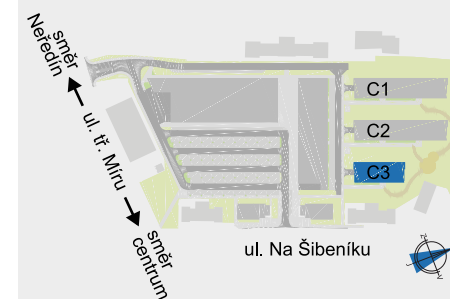 směr
Neředín
ul. tř. Míru
směr
centrum
C1
C2
C3
ul. Na Šibeníku